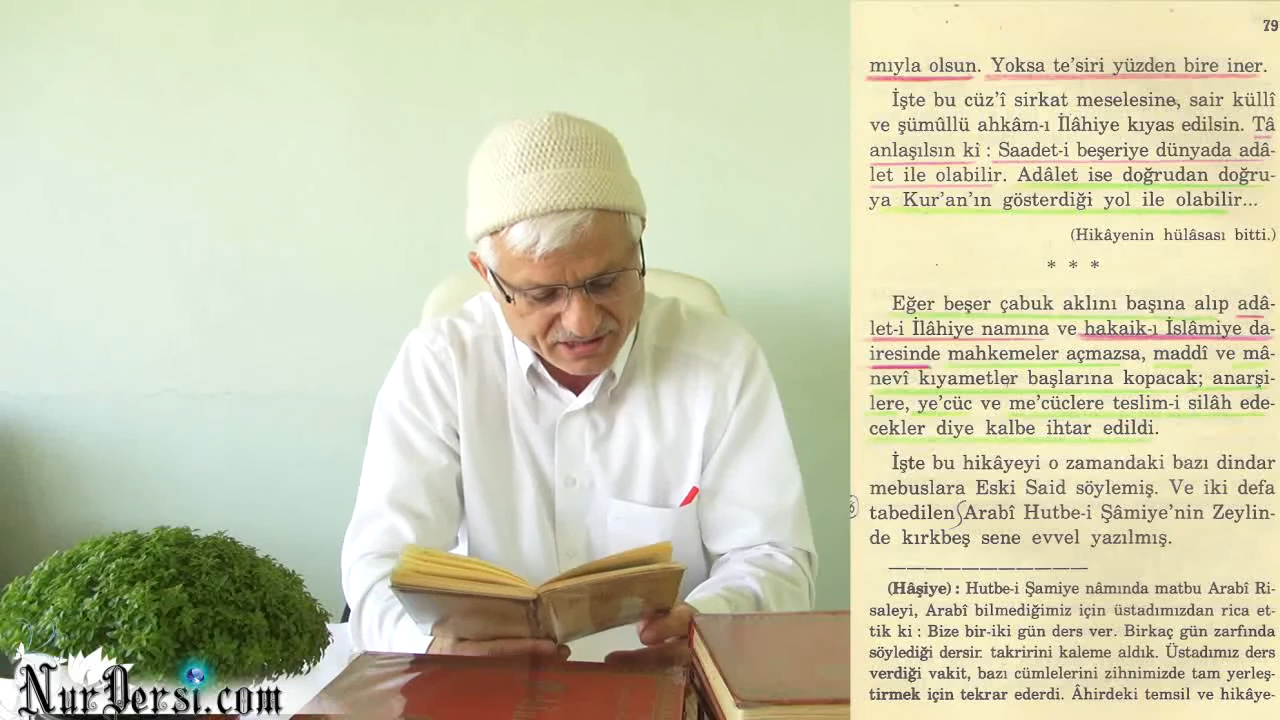 79
mıyla olsun. Yoksa te'siri yüzden bire iner.
İşte bu cüz'î sirkat meselesine, sair küllî
ve şümûllü ahkâm-ı İlâhiye kıyas edilsin. Tâ
anlaşılsın ki : Saadet-i beşeriye dünyada adâ-
let ile olabilir. Adâlet ise doğrudan doğru-
ya Kur'an'ın gösterdiği yol ile olabilir...
(Hikâyenin hülâsası bitti.)
* * *
Eğer beşer çabuk aklını başına alıp adâ-
let-i İlâhiye namına ve hakaik-ı İslâmiye da-
iresinde mahkemeler açmazsa, maddî ve mâ-
nevî kıyametler başlarına kopacak; anarşi-
lere, ye'cüc ve me'cüclere teslim-i silâh ede-
cekler diye kalbe ihtar edildi.
İşte bu hikâyeyi o zamandaki bazı dindar
mebuslara Eski Said söylemiş. Ve iki defa
tabedilen Arabî Hutbe-i Şâmiye'nin Zeylin-
de kırkbeş sene evvel yazılmış.
(Hâşiye) : Hutbe-i Şamiye nâmında matbu Arabî Ri-
saleyi, Arabî bilmediğimiz için üstadımızdan rica et-
tik ki : Bize bir-iki gün ders ver. Birkaç gün zarfında
söylediği dersir. takririni kaleme aldık. Üstadımız ders
verdiği vakit, bazı cümlelerini zihnimizde tam yerleş-
tirmek için tekrar ederdi. Âhirdeki temsil ve hikâye-
NurDersi.com